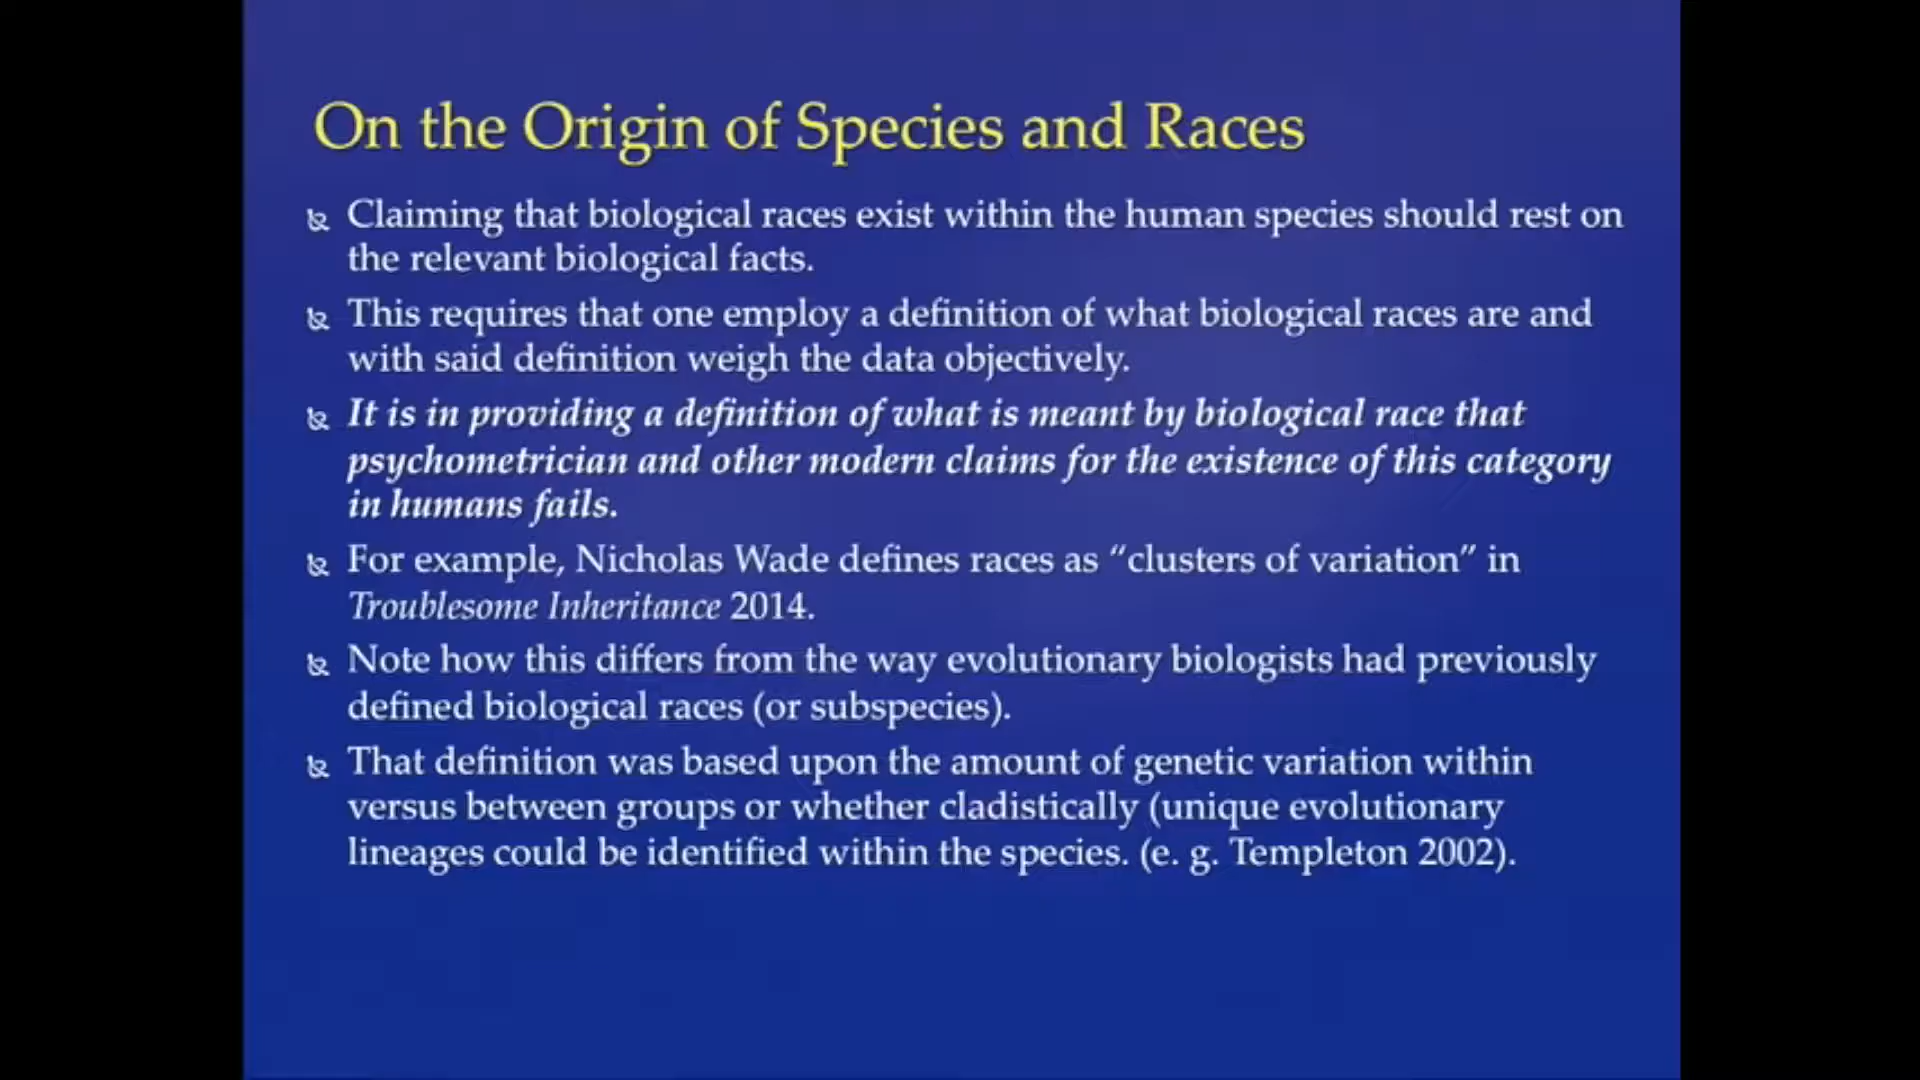 On the Origin of Species and Races
Claiming that biological races exist within the human species should rest on
the relevant biological facts.
This requires that one employ a definition of what biological races are and
with said definition weigh the data objectively.
It is in providing a definition of what is meant by biological race that
psychometrician and other modern claims for the existence of this category
in humans fails.
For example, Nicholas Wade defines races as “clusters of variation” in
Troublesome Inheritance 2014.
Note how this differs from the way evolutionary biologists had previously
defined biological races (or subspecies).
That definition was based upon the amount of genetic variation within
versus between groups or whether cladistically (unique evolutionary
lineages could be identified within the species. (e. g. Templeton 2002).